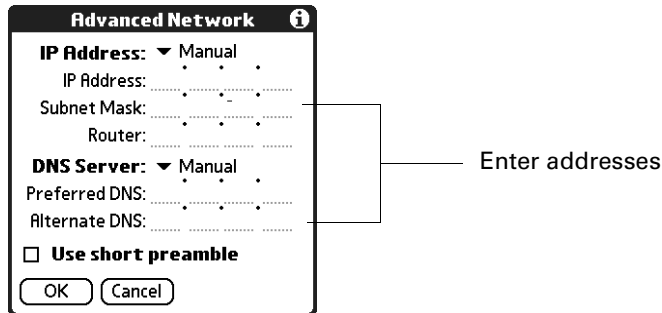 Advanced Network
IP Address: Manual
IP Address:
Subnet Mask:
Router:
DNS Server: Manual
Preferred DNS:
Alternate DNS:
Use short preamble
OK Cancel
Enter addresses